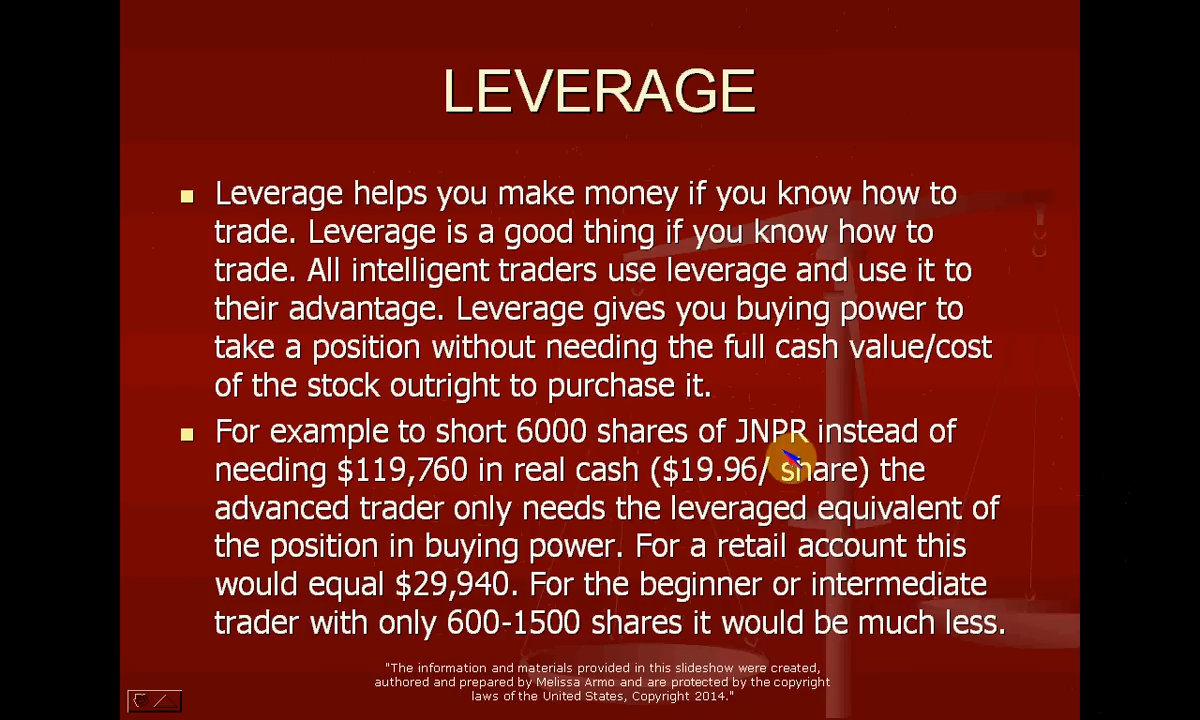 LEVERAGE
Leverage helps you make money if you know how to
trade. Leverage is a good thing if you know how to
trade. All intelligent traders use leverage and use it to
their advantage. Leverage gives you buying power to
take a position without needing the full cash value/cost
of the stock outright to purchase it.
For example to short 6000 shares of JNPR instead of
needing $119,760 in real cash ($19.96/ share) the
advanced trader only needs the leveraged equivalent of
the position in buying power. For a retail account this
would equal $29,940. For the beginner or intermediate
trader with only 600-1500 shares it would be much less.
"The information and materials provided in this slideshow were created,
authored and prepared by Melissa Armo and are protected by the copyright
laws of the United States, Copyright 2014."